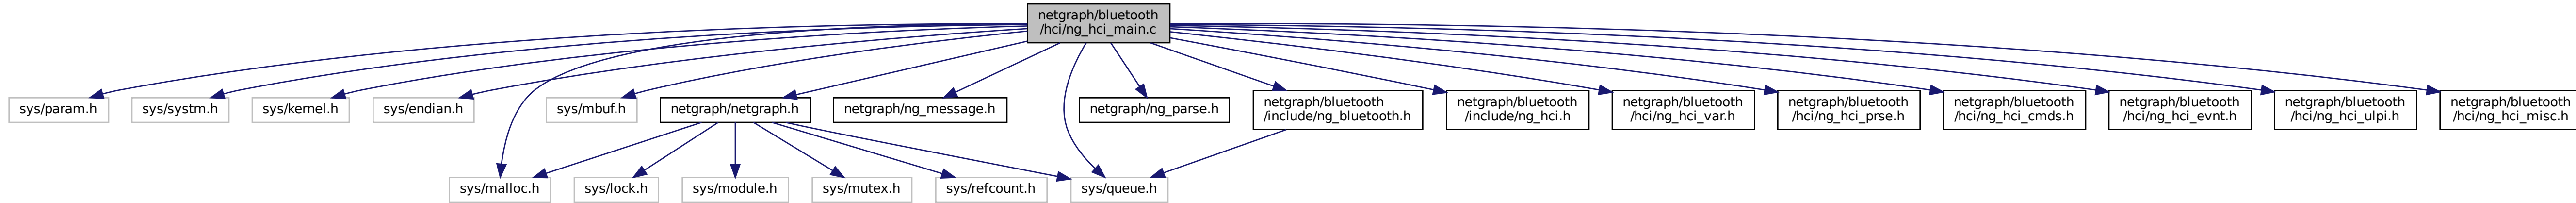 netgraph/bluetooth
/hci/ng_hci_main.c
sys/param.h
sys/systm.h
sys/kernel.h
sys/endian.h
sys/mbuf.h
netgraph/netgraph.h
netgraph/ng_message.h
netgraph/ng_parse.h
netgraph/bluetooth
/include/ng_bluetooth.h
netgraph/bluetooth
/include/ng_hci.h
netgraph/bluetooth
/hci/ng_hci_var.h
netgraph/bluetooth
/hci/ng_hci_prse.h
netgraph/bluetooth
/hci/ng_hci_cmds.h
netgraph/bluetooth
/hci/ng_hci_evnt.h
netgraph/bluetooth
/hci/ng_hci_ulpi.h
netgraph/bluetooth
/hci/ng_hci_misc.h
sys/malloc.h
sys/lock.h
sys/module.h
sys/mutex.h
sys/refcount.h
sys/queue.h